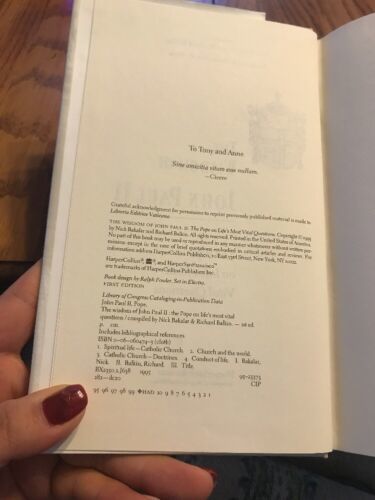 To Tony and Anne
Sine amicitia vitam esse nullam.
—Cicero
Grateful acknowledgment for permission to reprint previously published material is made to
Libreria Editrice Vaticana.
THE WISDOM OF JOHN PAUL II: The Pope on Life's Most Vital Questions. Copyright © 1995
by Nick Bakalar and Richard Balkin. All rights reserved. Printed in the United States of America.
No part of this book may be used or reproduced in any manner whatsoever without written per-
mission except in the case of brief quotations embodied in critical articles and reviews. For
information address HarperCollins Publishers, 10 East 53rd Street, New York, NY 10022.
HarperCollins®, ®, and HarperSanFrancisco™
are trademarks of HarperCollins Publishers Inc.
Book design by Ralph Fowler. Set in Electra.
FIRST EDITION
Library of Congress Cataloging-in-Publication Data
John Paul II, Pope.
The wisdom of John Paul II : the Pope on life's most vital
questions / compiled by Nick Bakalar & Richard Balkin. — 1st ed.
p. cm.
Includes bibliographical references
ISBN 0-06-060474-5 (cloth)
1. Spiritual life—Catholic Church. 2. Church and the world.
3. Catholic Church—Doctrines. 4. Conduct of life. I. Bakalar,
Nick. II. Balkin, Richard. III. Title.
BX2350.2.J638 1995 95-13375
282—dc20 CIP
95 96 97 98 99 ❖HAD 10 9 8 7 6 5 4 3 2 1